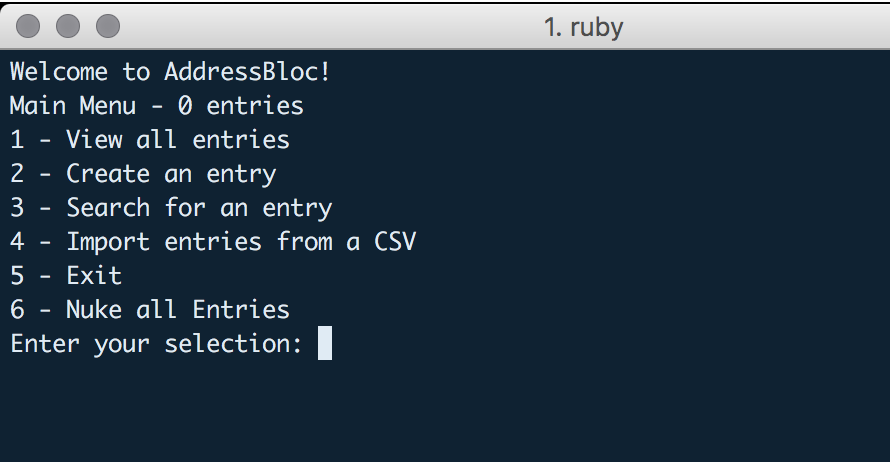 1. ruby
Welcome to AddressBloc!
Main Menu - 0 entries
1 - View all entries
2 - Create an entry
3 - Search for an entry
4 - Import entries from a CSV
5 - Exit
6 - Nuke all Entries
Enter your selection: